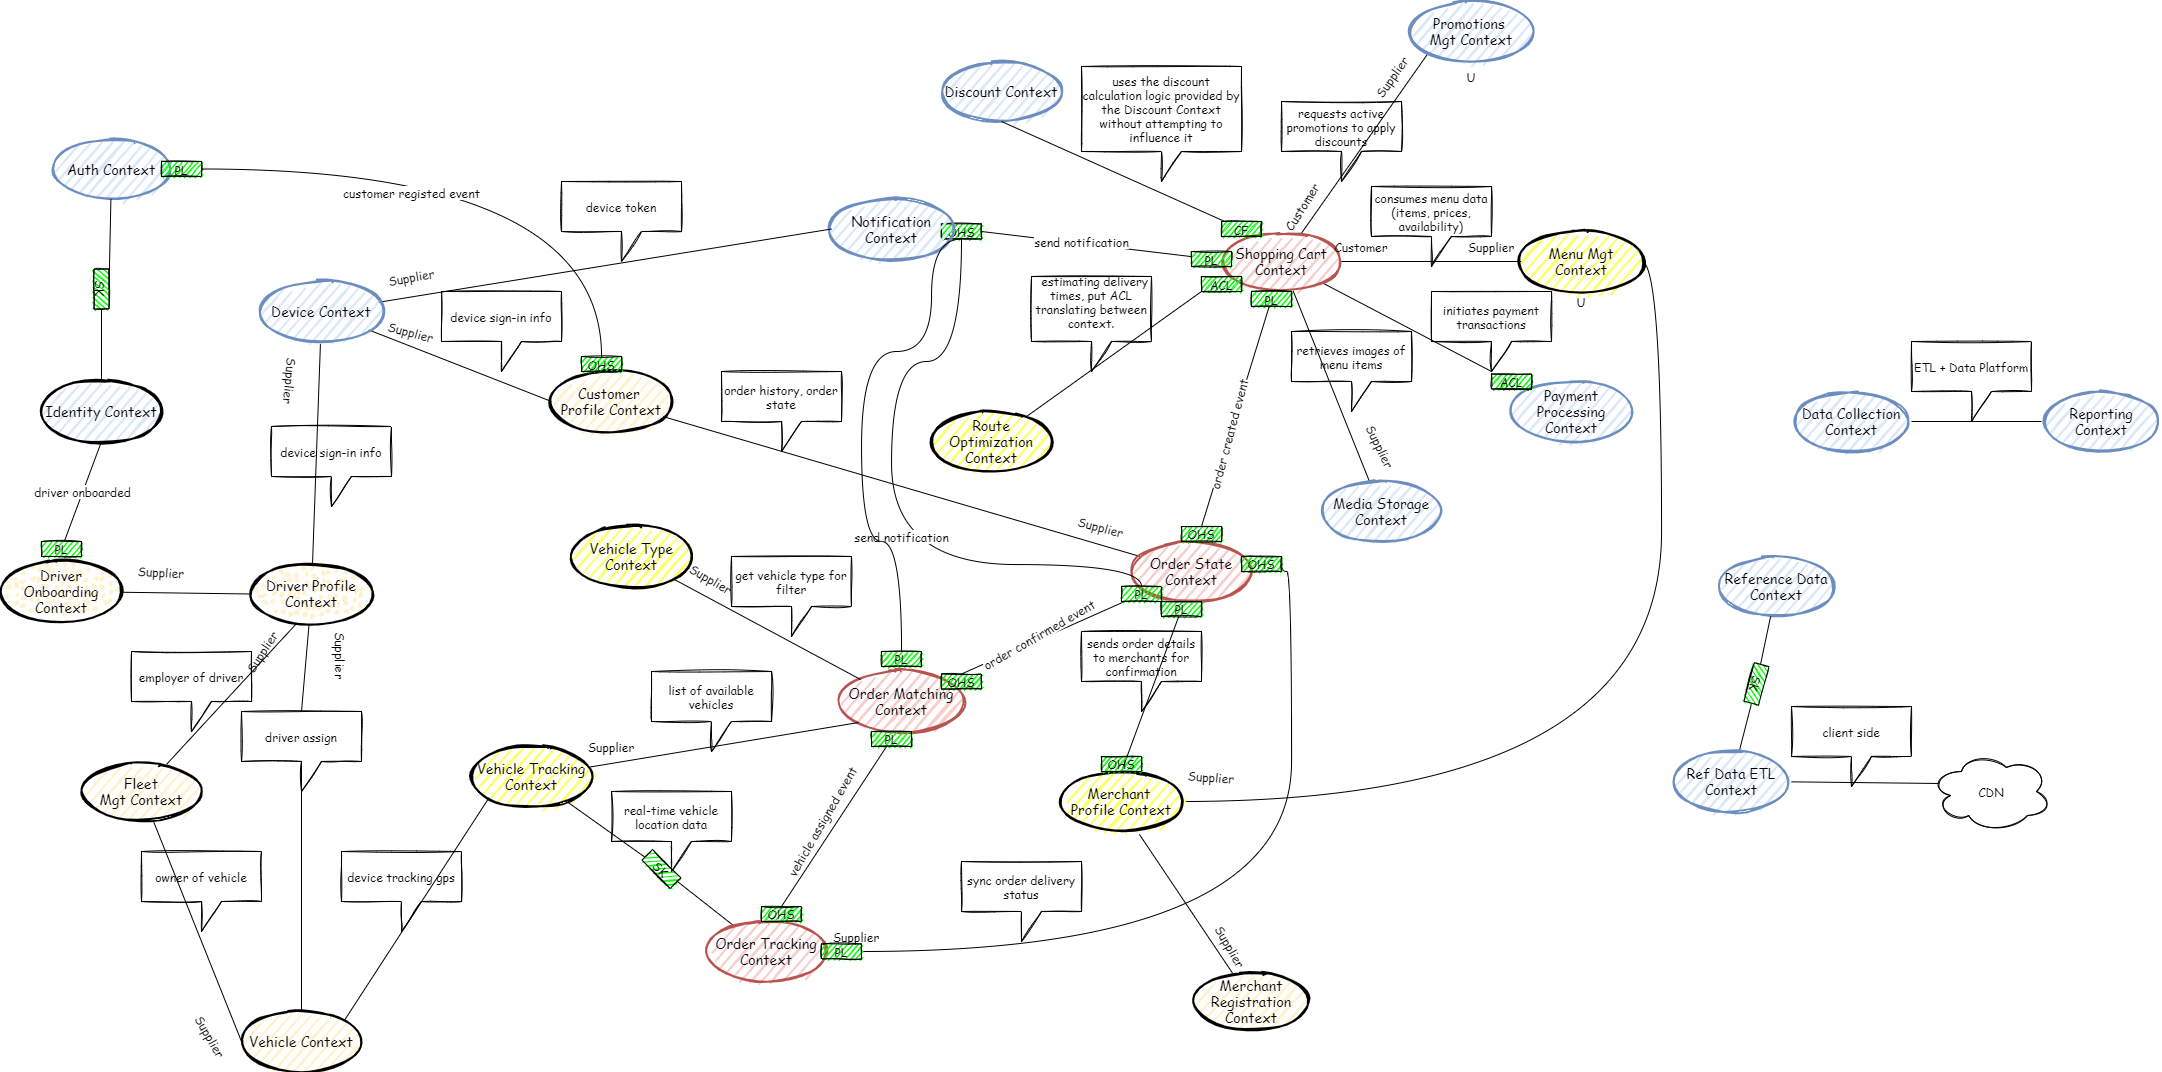 Promotions
Mgt Context
U
Supplier
Discount Context
uses the discount
calculation logic provided by
the Discount Context
without attempting to
influence it
requests active
promotions to apply
discounts
Auth Context
PL
customer registed event
device token
Notification
Context
OHS
send notification
CF
Customer
PL
Shopping Cart
Context
ACL
PL
consumes menu data
(items, prices,
availability)
Customer
Supplier
Menu Mgt
Context
U
SK
Supplier
Device Context
Supplier
device sign-in info
estimating delivery
times, put ACL
translating between
context.
initiates payment
transactions
retrieves images of
menu items
ETL + Data Platform
Supplier
OHS
Customer
Profile Context
order history, order
state
order created event
ACL
Payment
Processing
Context
Identity Context
Route
Optimization
Context
Supplier
Data Collection
Context
Reporting
Context
device sign-in info
driver onboarded
Media Storage
Context
PL
Driver
Onboarding
Context
Supplier
Driver Profile
Context
Vehicle Type
Context
Supplier
get vehicle type for
filter
send notification
Supplier
OHS
Order State
Context
OHS
PL
PL
Reference Data
Context
order confirmed event
sends order details
to merchants for
confirmation
Supplier
employer of driver
Supplier
PL
OHS
Order Matching
Context
PL
list of available
vehicles
SK
driver assign
Supplier
client side
Fleet
Mgt Context
Vehicle Tracking
Context
OHS
Merchant
Profile Context
Supplier
Ref Data ETL
Context
CDN
real-time vehicle
location data
vehicle assigned event
SK
owner of vehicle
device tracking gps
sync order delivery
status
OHS
Order Tracking
Context
Supplier
PL
Supplier
Merchant
Registration
Context
Supplier
Vehicle Context